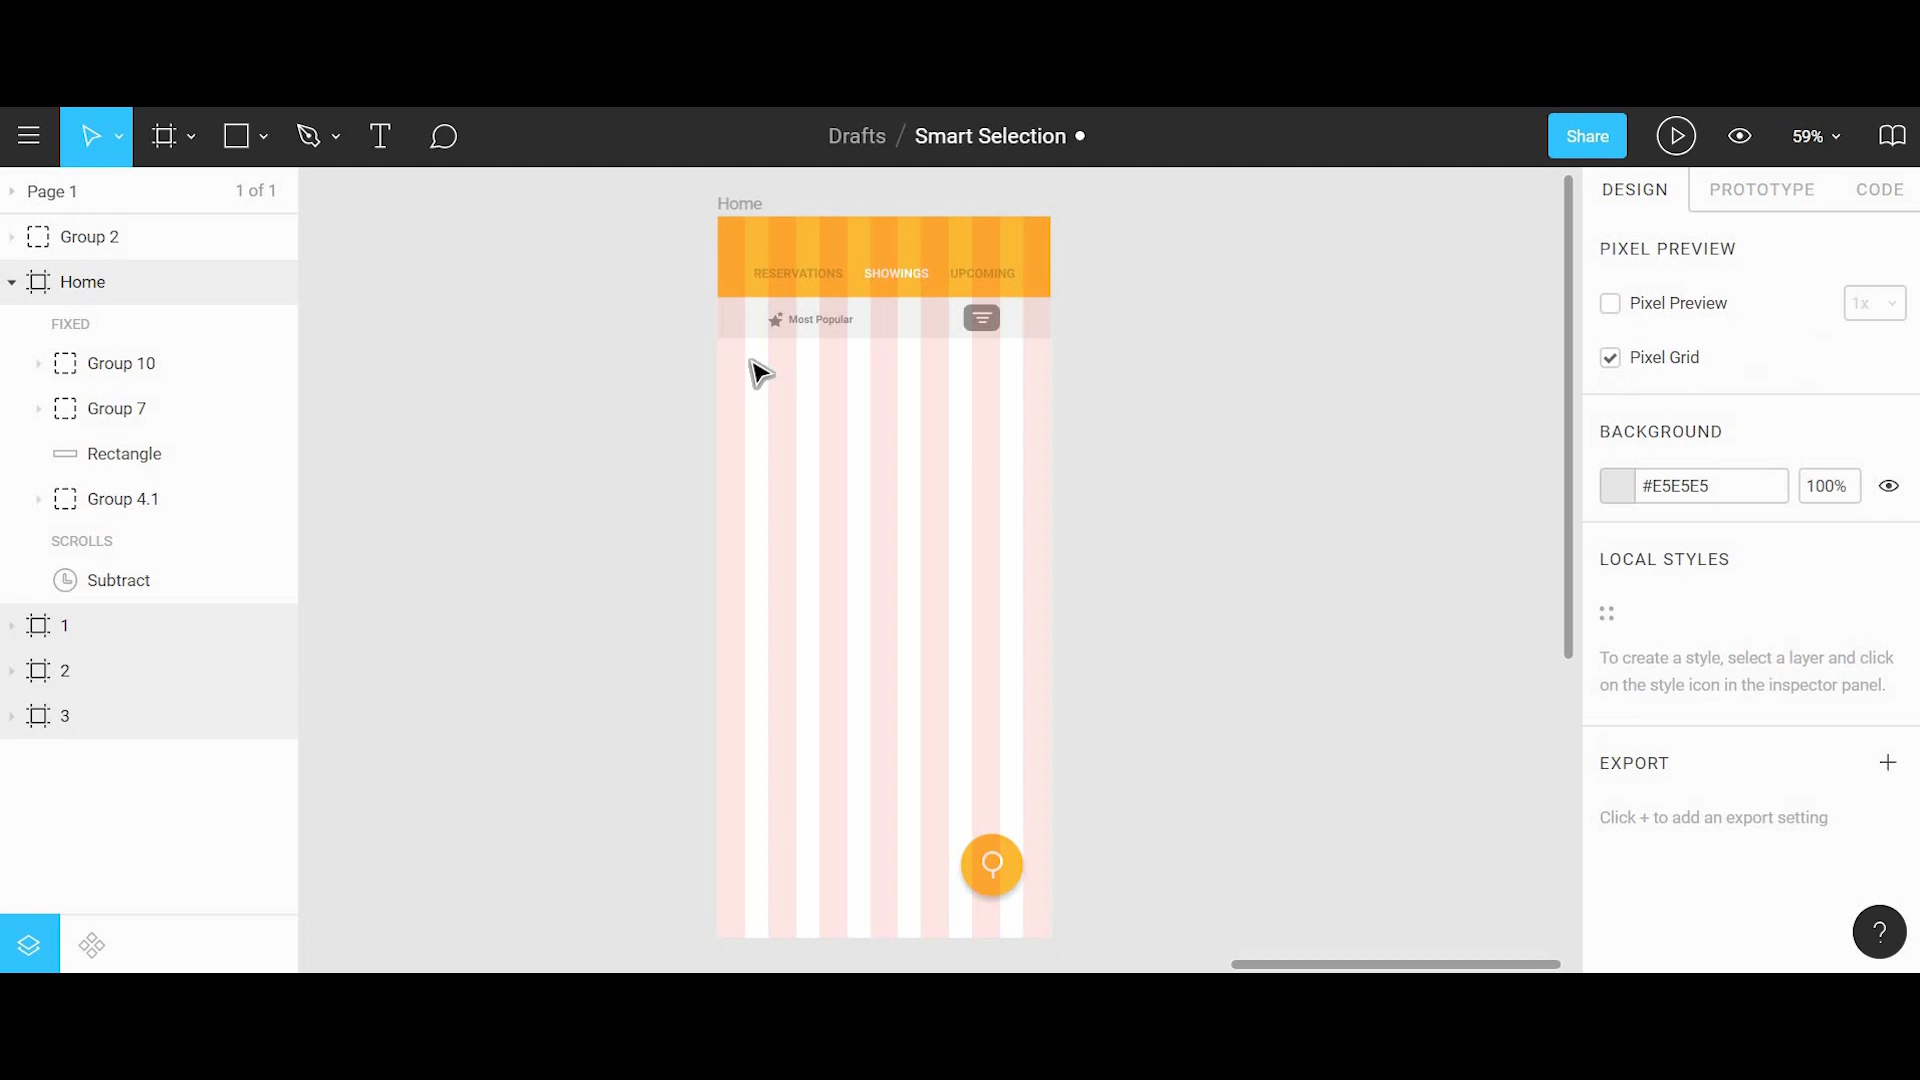 Drafts / Smart Selection
Share
59%
Page 1
1 of 1
Group 2
Home
FIXED
Group 10
Group 7
Rectangle
Group 4.1
SCROLLS
Subtract
1
2
3
Home
RESERVATIONS SHOWINGS UPCOMING
Most Popular
DESIGN PROTOTYPE CODE
PIXEL PREVIEW
Pixel Preview
1x
Pixel Grid
BACKGROUND
#E5E5E5 100%
LOCAL STYLES
To create a style, select a layer and click
on the style icon in the inspector panel.
EXPORT
Click + to add an export setting
?